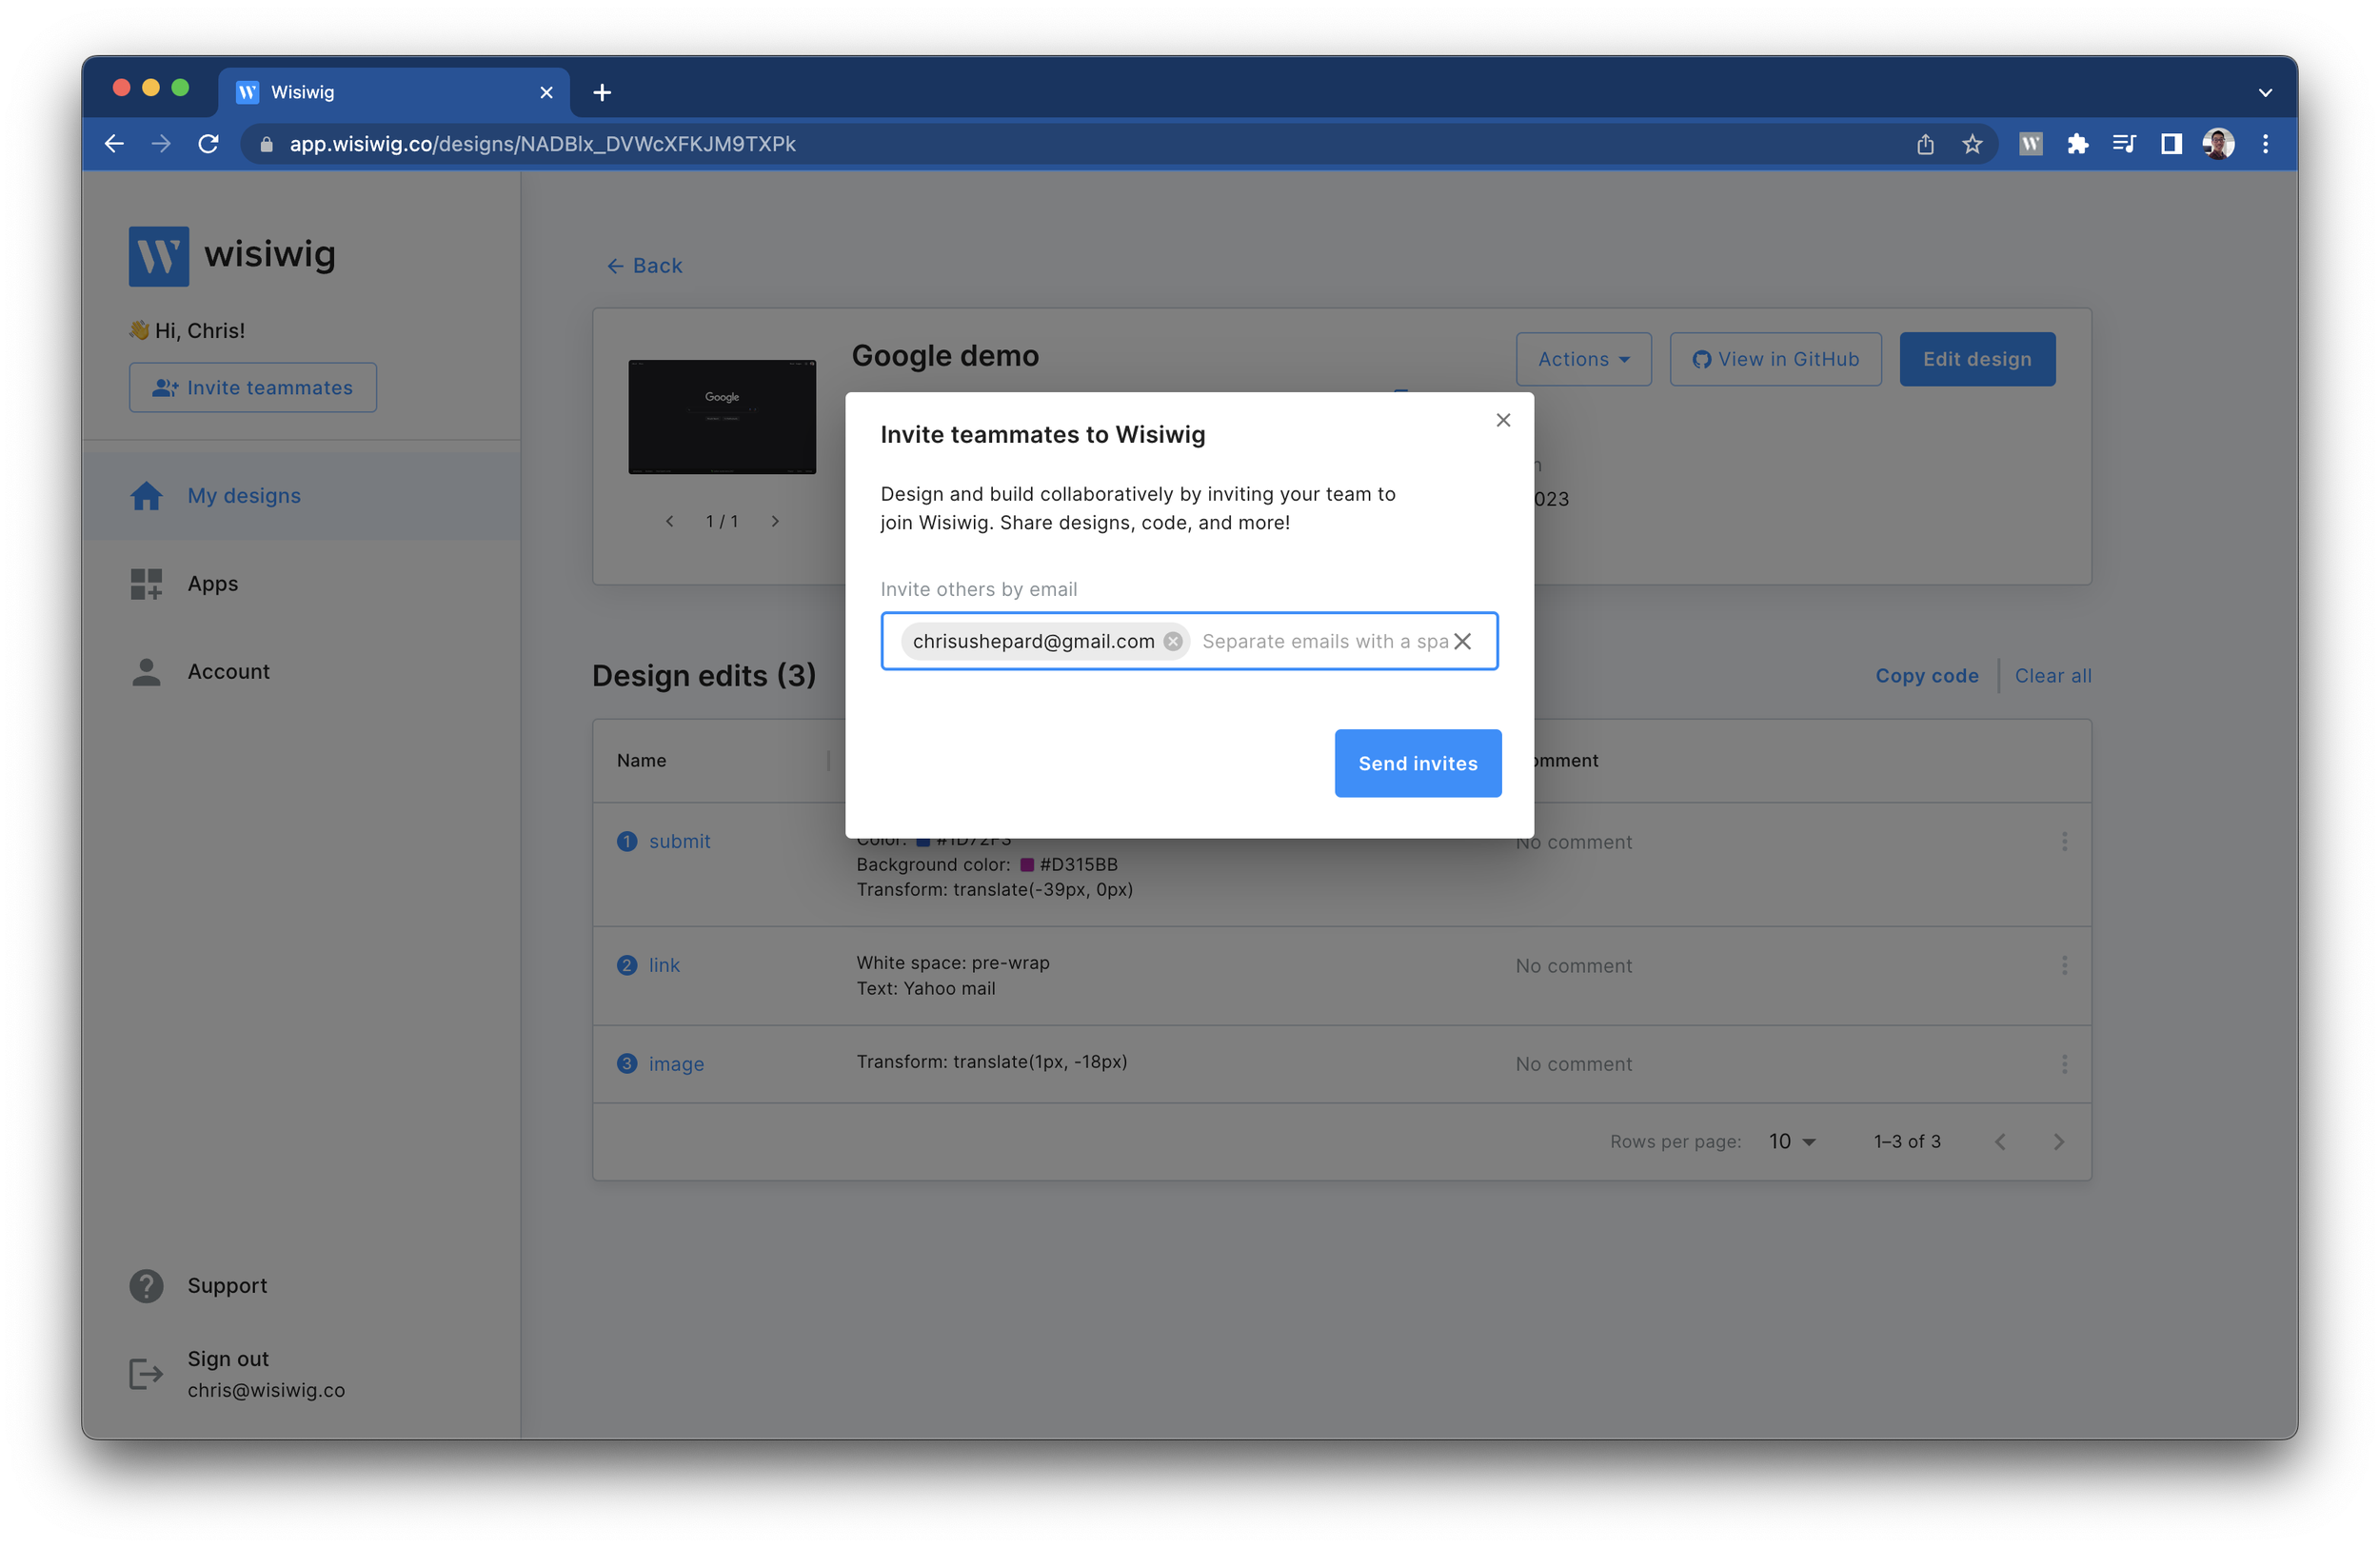 Wisiwig
app.wisiwig.co/designs/NADBlx_DVWcXFKJM9TXPk
wisiwig
👋 Hi, Chris!
Invite teammates
My designs
Apps
Account
Support
Sign out
chris@wisiwig.co
Back
Google
1 / 1
Google demo
Actions
View in GitHub
Edit design
023
Invite teammates to Wisiwig
Design and build collaboratively by inviting your team to
join Wisiwig. Share designs, code, and more!
Invite others by email
chrisushepard@gmail.com Separate emails with a spa
Send invites
Design edits (3)
Copy code
Clear all
Name
omment
1 submit
Color: #1D72F3
Background color: #D315BB
Transform: translate(-39px, 0px)
No comment
2 link
White space: pre-wrap
Text: Yahoo mail
No comment
3 image
Transform: translate(1px, -18px)
No comment
Rows per page: 10 1–3 of 3